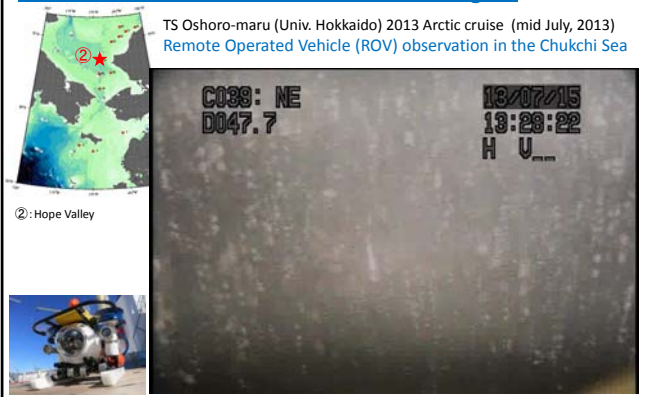 TS Oshoro-maru (Univ. Hokkaido) 2013 Arctic cruise (mid July, 2013)
Remote Operated Vehicle (ROV) observation in the Chukchi Sea
②
C039: NE
D047.7
13/07/15
13:28:22
H V__
②: Hope Valley